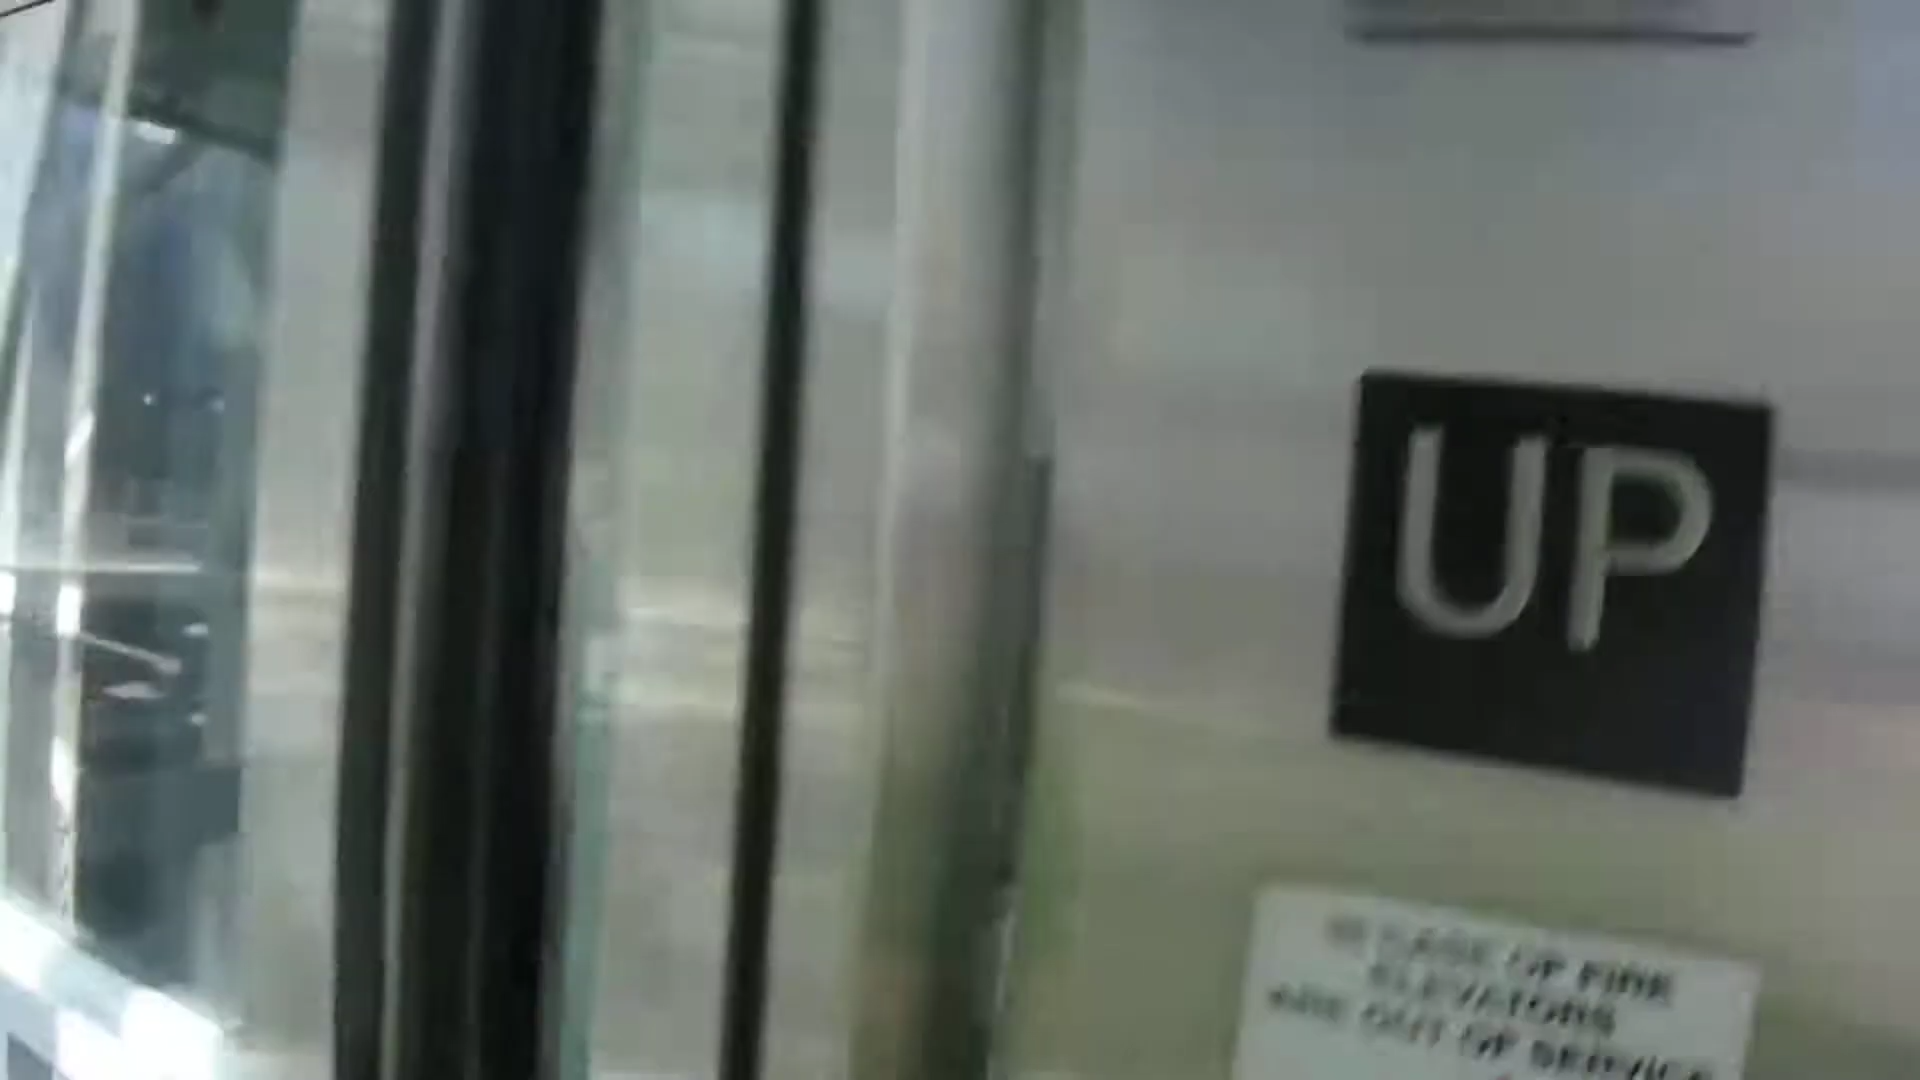 UP
IN CASE OF FIRE
ELEVATORS
ARE OUT OF SERVICE